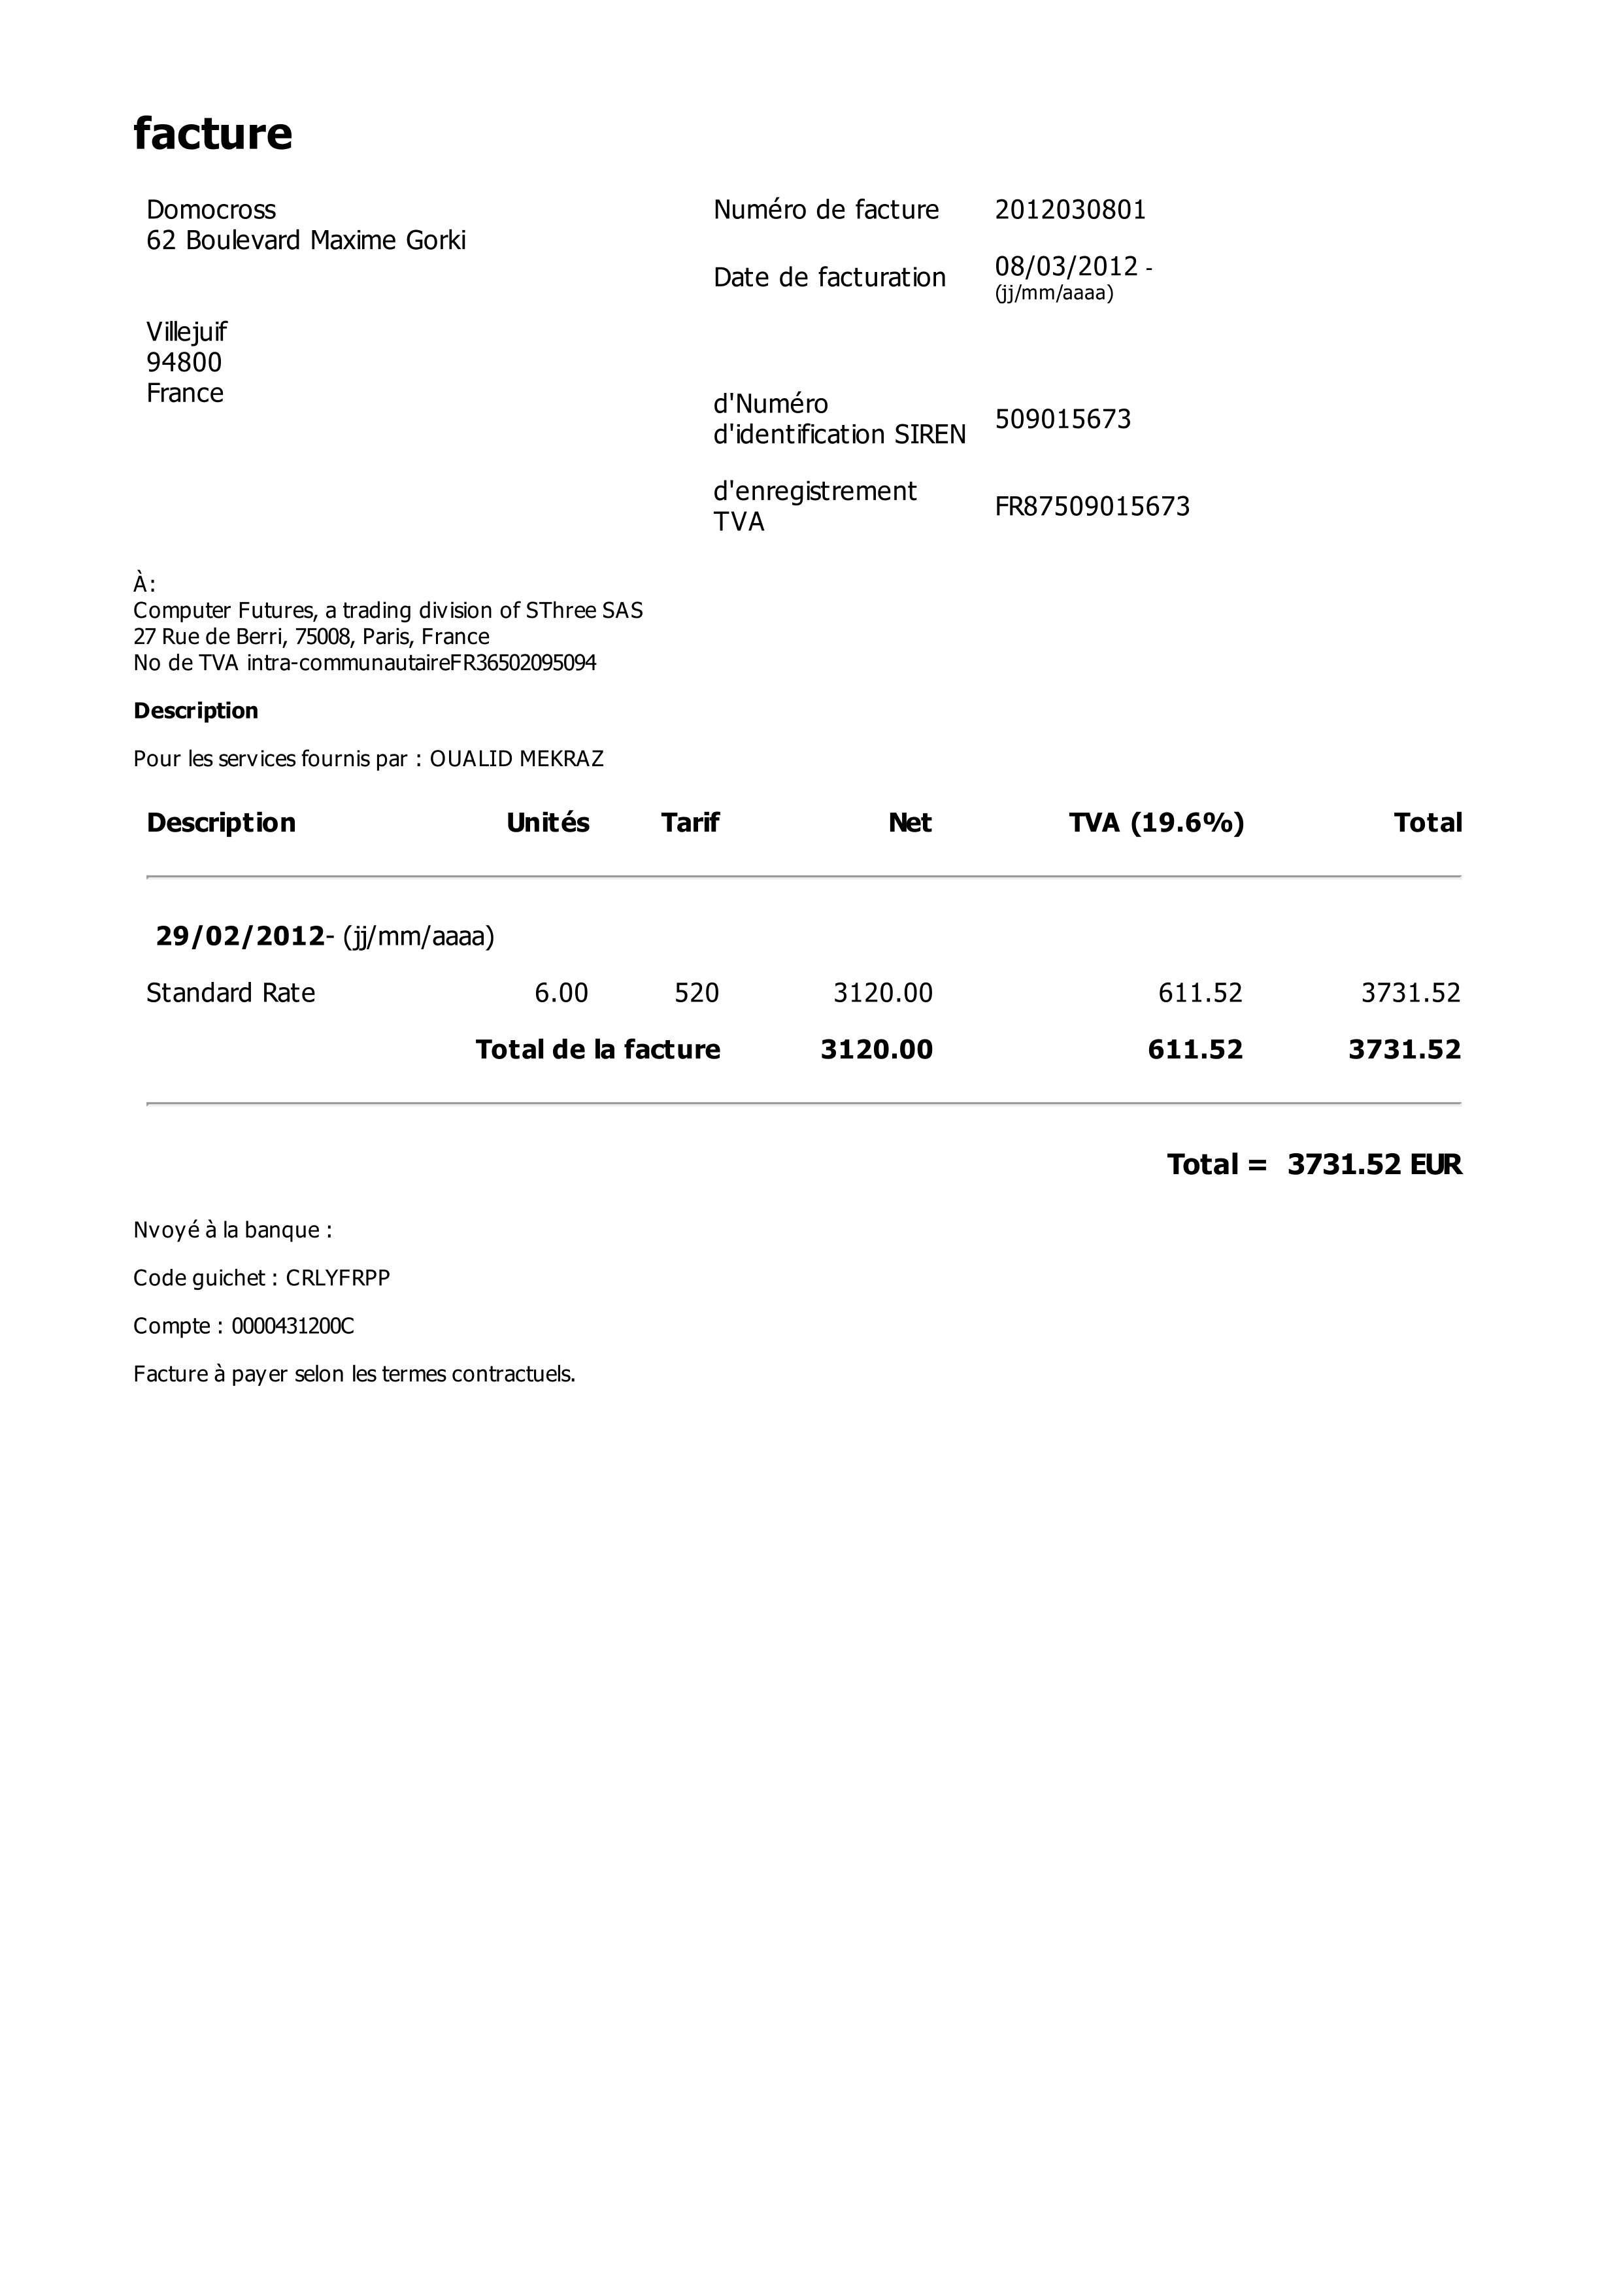 facture
Domocross
62 Boulevard Maxime Gorki
Villejuif
94800
France
Numéro de facture 2012030801
Date de facturation 08/03/2012 -
(jj/mm/aaaa)
d'Numéro
d'identification SIREN 509015673
d'enregistrement
TVA FR87509015673
À:
Computer Futures, a trading division of SThree SAS
27 Rue de Berri, 75008, Paris, France
No de TVA intra-communautaireFR36502095094
Description
Pour les services fournis par : OUALID MEKRAZ
Description Unités Tarif Net TVA (19.6%) Total
29/02/2012- (jj/mm/aaaa)
Standard Rate 6.00 520 3120.00 611.52 3731.52
Total de la facture 3120.00 611.52 3731.52
Total = 3731.52 EUR
Nvoyé à la banque :
Code guichet : CRLYFRPP
Compte : 0000431200C
Facture à payer selon les termes contractuels.